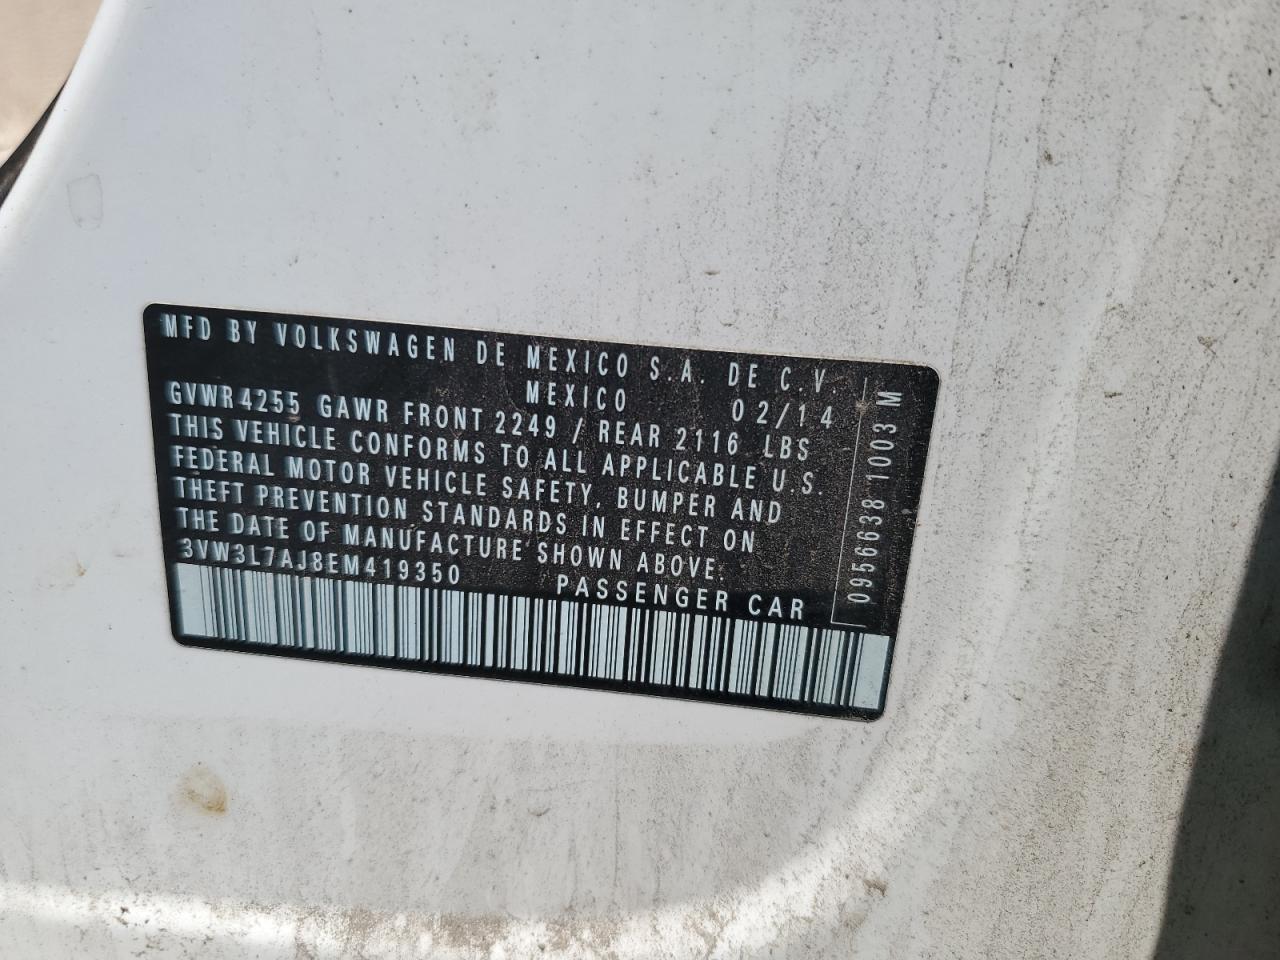 MFD BY VOLKSWAGEN DE MEXICO S.A. DE C.V.
MEXICO 02/14
GVWR 4255 GAWR FRONT 2249 / REAR 2116 LBS
THIS VEHICLE CONFORMS TO ALL APPLICABLE U.S.
FEDERAL MOTOR VEHICLE SAFETY, BUMPER AND
THEFT PREVENTION STANDARDS IN EFFECT ON
THE DATE OF MANUFACTURE SHOWN ABOVE.
3VW3L7AJ8EM419350 PASSENGER CAR
0956638 1003 M